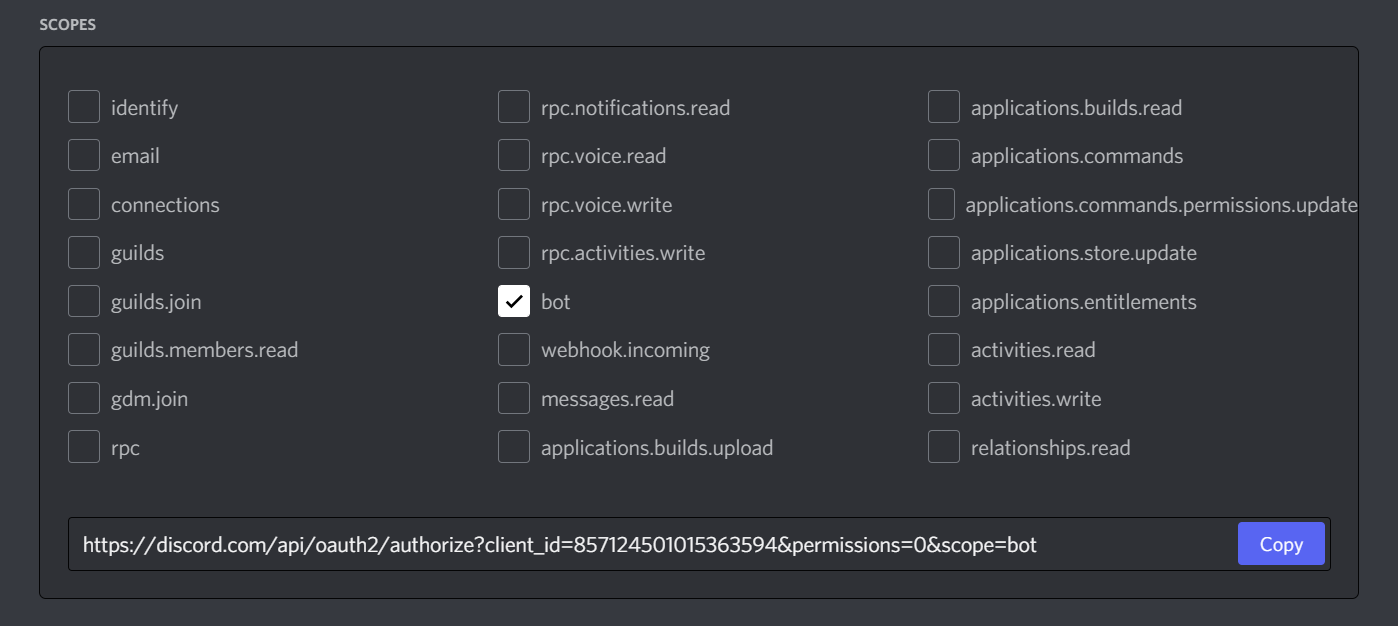 SCOPES
identify
email
connections
guilds
guilds.join
guilds.members.read
gdm.join
rpc
rpc.notifications.read
rpc.voice.read
rpc.voice.write
rpc.activities.write
bot
webhook.incoming
messages.read
applications.builds.upload
applications.builds.read
applications.commands
applications.commands.permissions.update
applications.store.update
applications.entitlements
activities.read
activities.write
relationships.read
https://discord.com/api/oauth2/authorize?client_id=857124501015363594&permissions=0&scope=bot
Copy